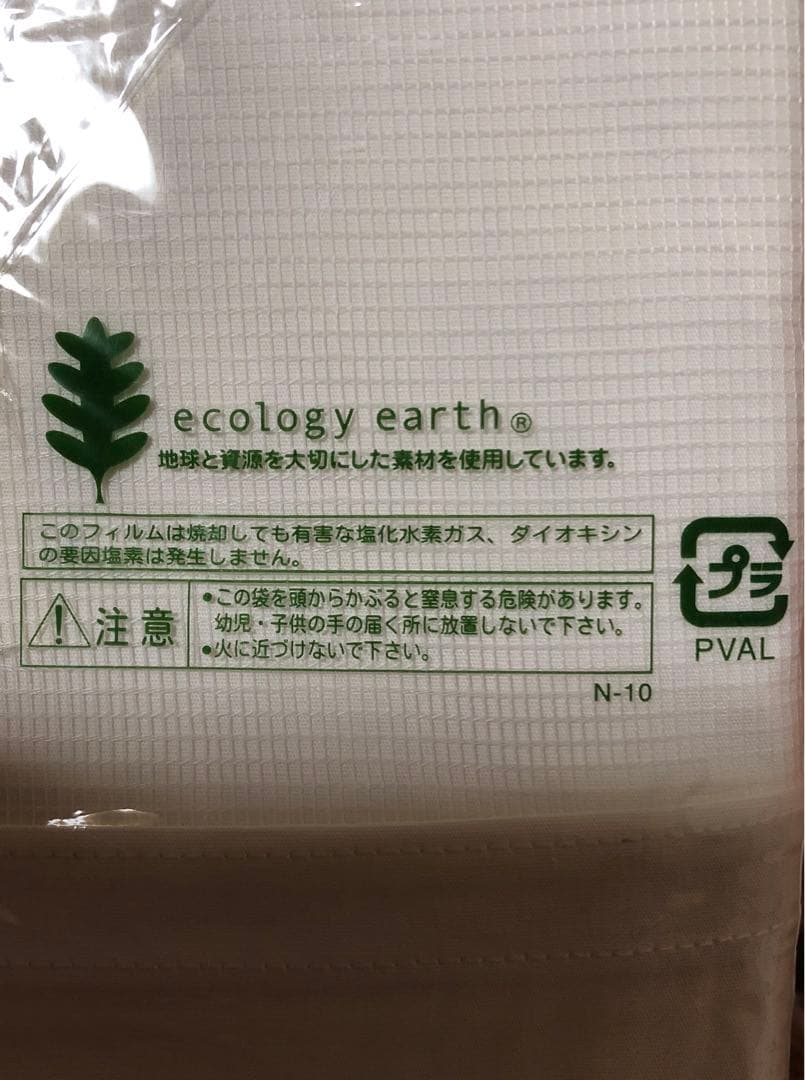 ecology earth®
地球と資源を大切にした素材を使用しています。
このフィルムは焼却しても有害な塩化水素ガス、ダイオキシン
の要因塩素は発生しません。
注意
•この袋を頭からかぶると窒息する危険があります。
幼児・子供の手の届く所に放置しないで下さい。
•火に近づけないで下さい。
プラ
PVAL
N-10